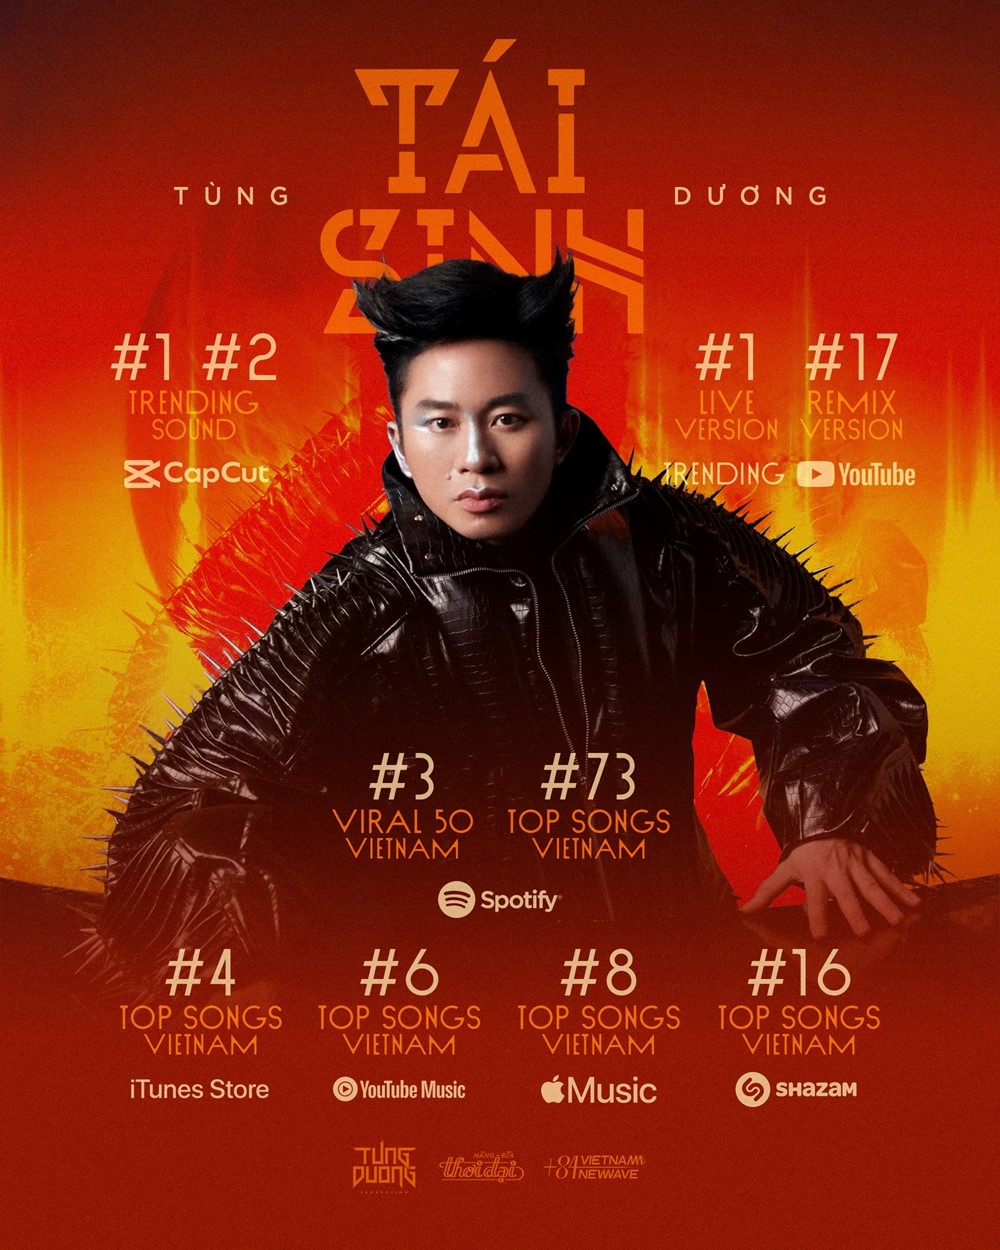 TÁI
TÙNG DƯƠNG
SINH
#1 #2
TRENDING
SOUND
CapCut
#1 #17
LIVE REMIX
VERSION VERSION
TRENDING YouTube
#3 #73
VIRAL 50 TOP SONGS
VIETNAM VIETNAM
Spotify
#4 #6 #8 #16
TOP SONGS TOP SONGS TOP SONGS TOP SONGS
VIETNAM VIETNAM VIETNAM VIETNAM
iTunes Store YouTube Music Music SHAZAM
TÙNG
DƯƠNG
HÃNG ĐĨA
thời đại
+84 VIETNAM
NEWWAVE